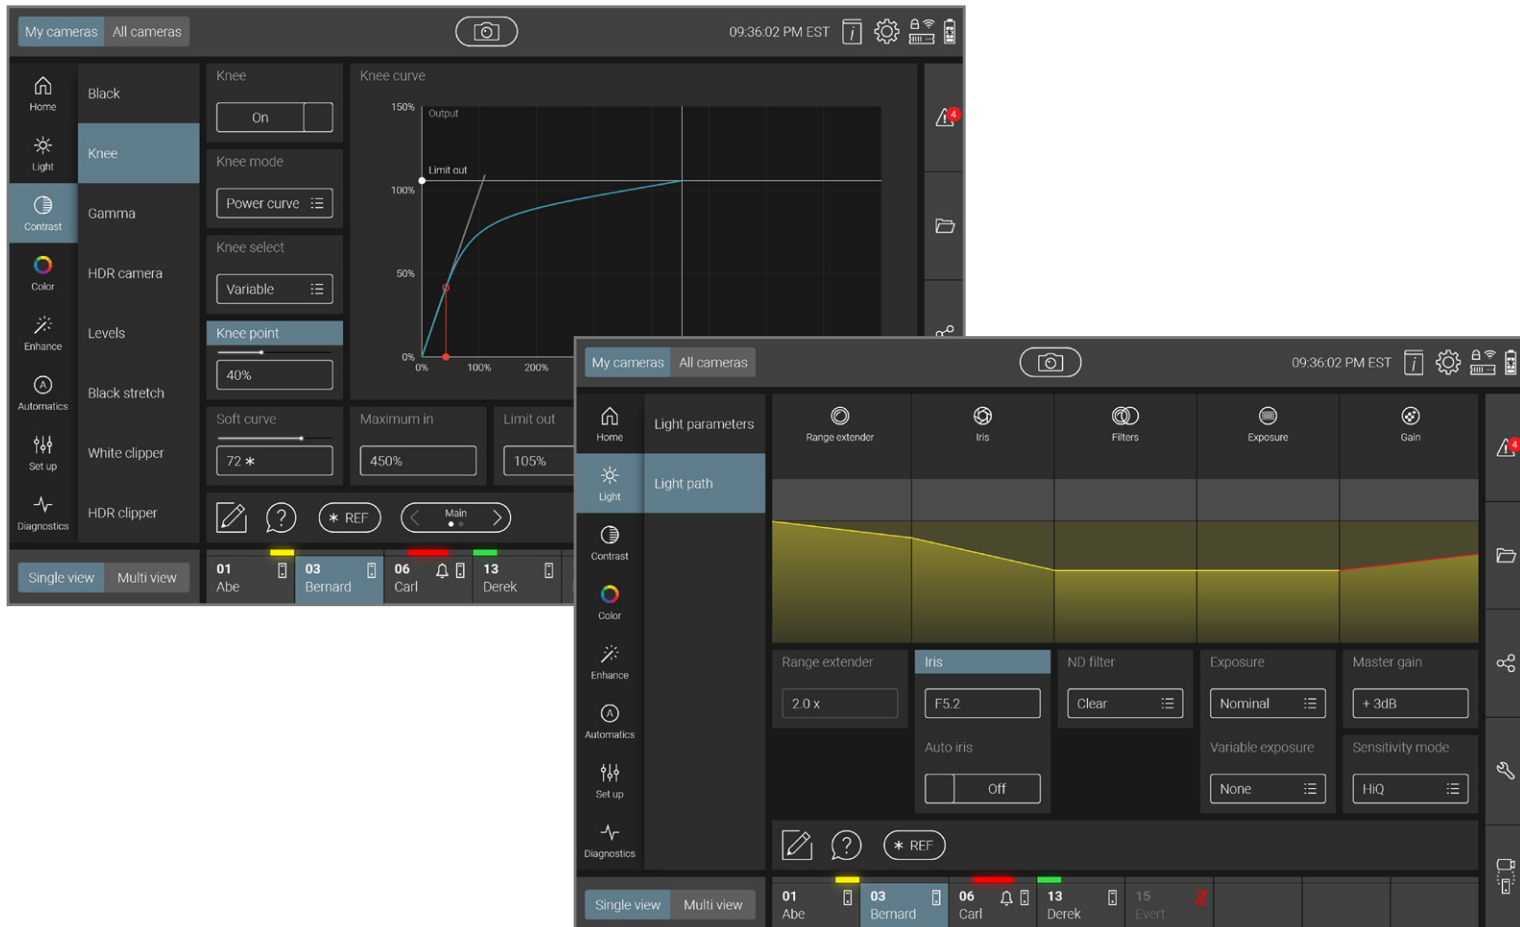 My cameras All cameras 09:36:02 PM EST
Home
Light
Contrast
Color
Enhance
Automatics
Set up
Diagnostics
Black
Knee
Gamma
HDR camera
Levels
Black stretch
White clipper
HDR clipper
Knee
On
Knee mode
Power curve
Knee select
Variable
Knee point
40%
Soft curve
72 *
Maximum in
450%
Limit out
105%
Knee curve
150%
Output
Limit out
100%
50%
0%
0% 100% 200%
4
* REF
Main
Single view Multi view
01
Abe
03
Bernard
06
Carl
13
Derek
My cameras All cameras 09:36:02 PM EST
Home
Light
Contrast
Color
Enhance
Automatics
Set up
Diagnostics
Light parameters
Light path
Range extender
Iris
Filters
Exposure
Gain
4
Range extender
2.0 x
Iris
F5.2
Auto iris
Off
ND filter
Clear
Exposure
Nominal
Variable exposure
None
Master gain
+ 3dB
Sensitivity mode
HiQ
* REF
Single view Multi view
01
Abe
03
Bernard
06
Carl
13
Derek
15
Evert